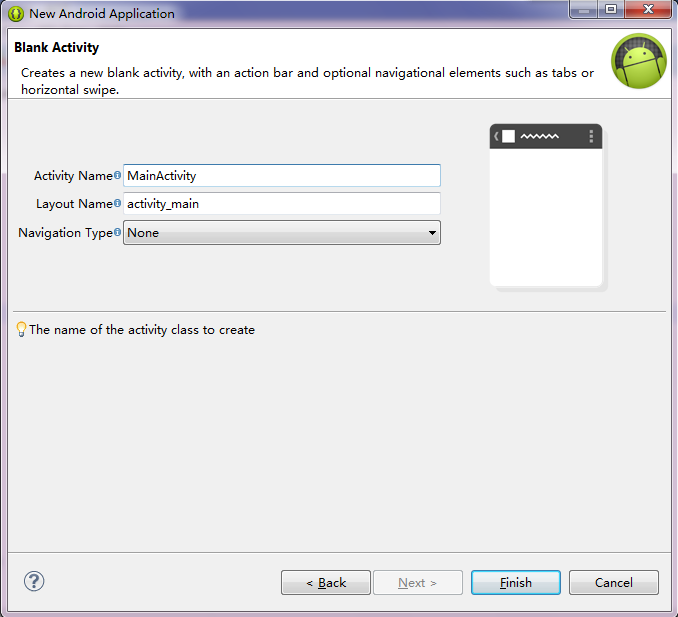 New Android Application
Blank Activity
Creates a new blank activity, with an action bar and optional navigational elements such as tabs or
horizontal swipe.
Activity Name MainActivity
Layout Name activity_main
Navigation Type None
The name of the activity class to create
? < Back Next > Finish Cancel